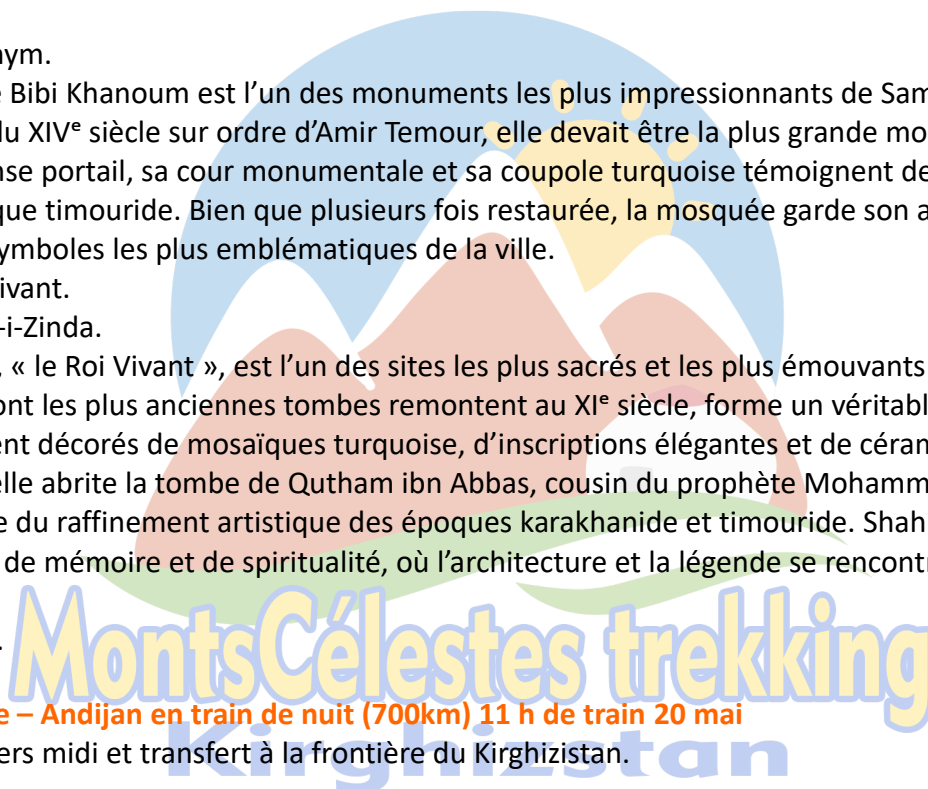 nym.
e Bibi Khanoum est l’un des monuments les plus impressionnants de Sam
du XIVᵉ siècle sur ordre d’Amir Temour, elle devait être la plus grande mo
nse portail, sa cour monumentale et sa coupole turquoise témoignent de
que timouride. Bien que plusieurs fois restaurée, la mosquée garde son a
symboles les plus emblématiques de la ville.
ivant.
-i-Zinda.
, « le Roi Vivant », est l’un des sites les plus sacrés et les plus émouvants
ont les plus anciennes tombes remontent au XIᵉ siècle, forme un véritabl
ent décorés de mosaïques turquoise, d’inscriptions élégantes et de céram
elle abrite la tombe de Qutham ibn Abbas, cousin du prophète Mohamm
e du raffinement artistique des époques karakhanide et timouride. Shah
de mémoire et de spiritualité, où l’architecture et la légende se rencontr
.
MontsCélestes trekking
e – Andijan en train de nuit (700km) 11 h de train 20 mai
ers midi et transfert à la frontière du Kirghizistan.
Kirghizstan